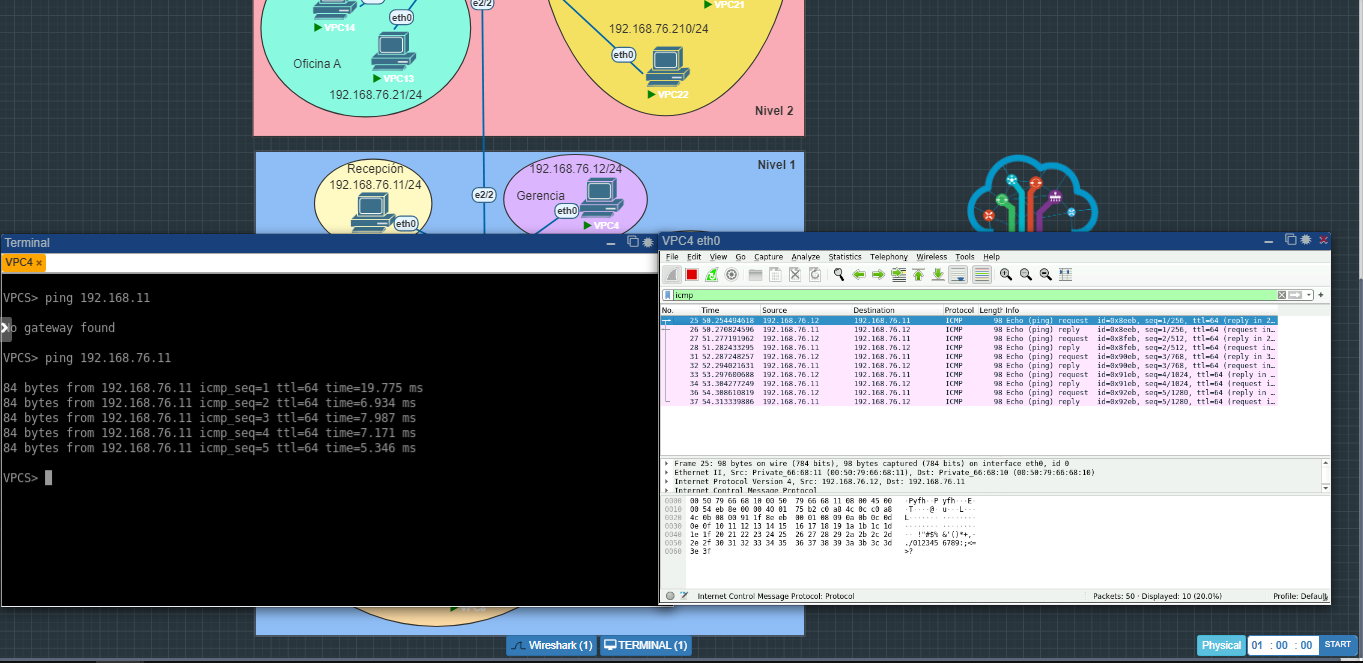 e2/2
VPC14
eth0
VPC21
192.168.76.210/24
eth0
Oficina A
VPC13
192.168.76.21/24
VPC22
Nivel 2
Nivel 1
Recepción
192.168.76.11/24
eth0
e2/2
192.168.76.12/24
Gerencia
eth0
VPC4
Terminal
VPC4 ×
VPCS> ping 192.168.11
o gateway found
VPCS> ping 192.168.76.11
84 bytes from 192.168.76.11 icmp_seq=1 ttl=64 time=19.775 ms
84 bytes from 192.168.76.11 icmp_seq=2 ttl=64 time=6.934 ms
84 bytes from 192.168.76.11 icmp_seq=3 ttl=64 time=7.987 ms
84 bytes from 192.168.76.11 icmp_seq=4 ttl=64 time=7.171 ms
84 bytes from 192.168.76.11 icmp_seq=5 ttl=64 time=5.346 ms
VPCS>
VPC4 eth0
File Edit View Go Capture Analyze Statistics Telephony Wireless Tools Help
icmp
No. Time Source Destination Protocol Length Info
25 50.254494618 192.168.76.12 192.168.76.11 ICMP 98 Echo (ping) request id=0x8eeb, seq=1/256, ttl=64 (reply in 2…
26 50.270824596 192.168.76.11 192.168.76.12 ICMP 98 Echo (ping) reply id=0x8eeb, seq=1/256, ttl=64 (request in…
27 51.277191962 192.168.76.12 192.168.76.11 ICMP 98 Echo (ping) request id=0x8feb, seq=2/512, ttl=64 (reply in 2…
28 51.282433295 192.168.76.11 192.168.76.12 ICMP 98 Echo (ping) reply id=0x8feb, seq=2/512, ttl=64 (request in…
31 52.287248257 192.168.76.12 192.168.76.11 ICMP 98 Echo (ping) request id=0x90eb, seq=3/768, ttl=64 (reply in 3…
32 52.294021631 192.168.76.11 192.168.76.12 ICMP 98 Echo (ping) reply id=0x90eb, seq=3/768, ttl=64 (request in…
33 53.297600688 192.168.76.12 192.168.76.11 ICMP 98 Echo (ping) request id=0x91eb, seq=4/1024, ttl=64 (reply in …
34 53.304277249 192.168.76.11 192.168.76.12 ICMP 98 Echo (ping) reply id=0x91eb, seq=4/1024, ttl=64 (request i…
36 54.308610819 192.168.76.12 192.168.76.11 ICMP 98 Echo (ping) request id=0x92eb, seq=5/1280, ttl=64 (reply in …
37 54.313339886 192.168.76.11 192.168.76.12 ICMP 98 Echo (ping) reply id=0x92eb, seq=5/1280, ttl=64 (request i…
Frame 25: 98 bytes on wire (784 bits), 98 bytes captured (784 bits) on interface eth0, id 0
Ethernet II, Src: Private_66:68:11 (00:50:79:66:68:11), Dst: Private_66:68:10 (00:50:79:66:68:10)
Internet Protocol Version 4, Src: 192.168.76.12, Dst: 192.168.76.11
Internet Control Message Protocol
0000 00 50 79 66 68 10 00 50 79 66 68 11 08 00 45 00 ·Pyfh··P yfh···E·
0010 00 54 eb 8e 00 00 40 01 75 b2 c0 a8 4c 0c c0 a8 ·T····@· u···L···
0020 4c 0b 08 00 91 1f 8e eb 00 01 08 09 0a 0b 0c 0d L······· ········
0030 0e 0f 10 11 12 13 14 15 16 17 18 19 1a 1b 1c 1d ········ ········
0040 1e 1f 20 21 22 23 24 25 26 27 28 29 2a 2b 2c 2d ·· !"#$% &'()*+,-
0050 2e 2f 30 31 32 33 34 35 36 37 38 39 3a 3b 3c 3d ./012345 6789:;<=
0060 3e 3f >?
Internet Control Message Protocol: Protocol Packets: 50 · Displayed: 10 (20.0%) Profile: Default
Wireshark (1) TERMINAL (1)
Physical 01 : 00 : 00 START